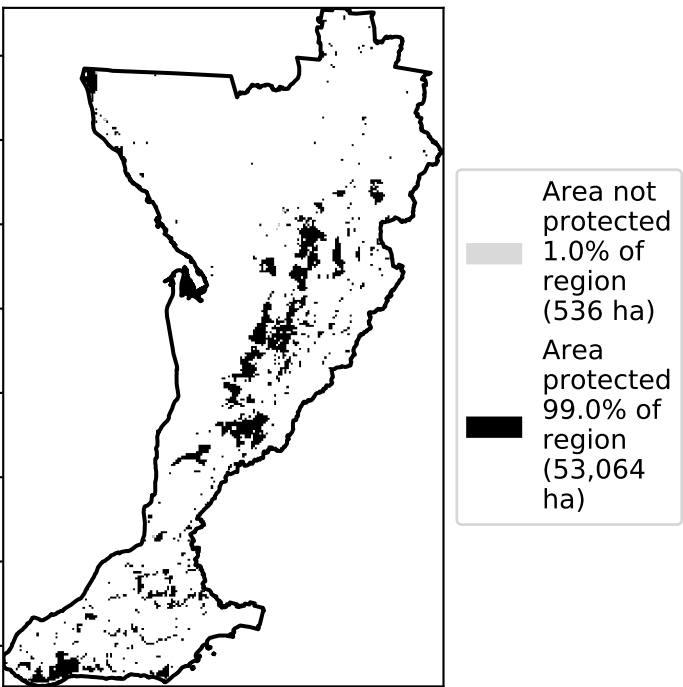 Area not
protected
1.0% of
region
(536 ha)
Area
protected
99.0% of
region
(53,064
ha)